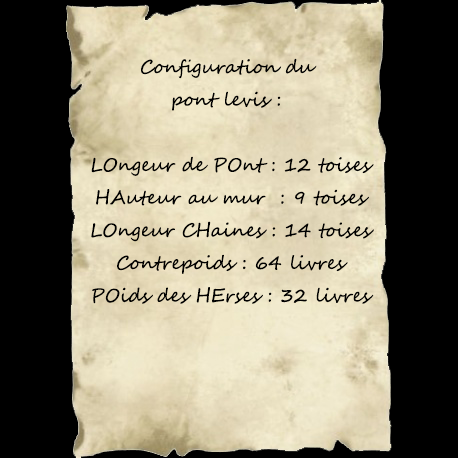 Configuration du
pont levis :
LOngeur de POnt : 12 toises
HAuteur au mur : 9 toises
LOngeur CHaines : 14 toises
Contrepoids : 64 livres
POids des HErses : 32 livres